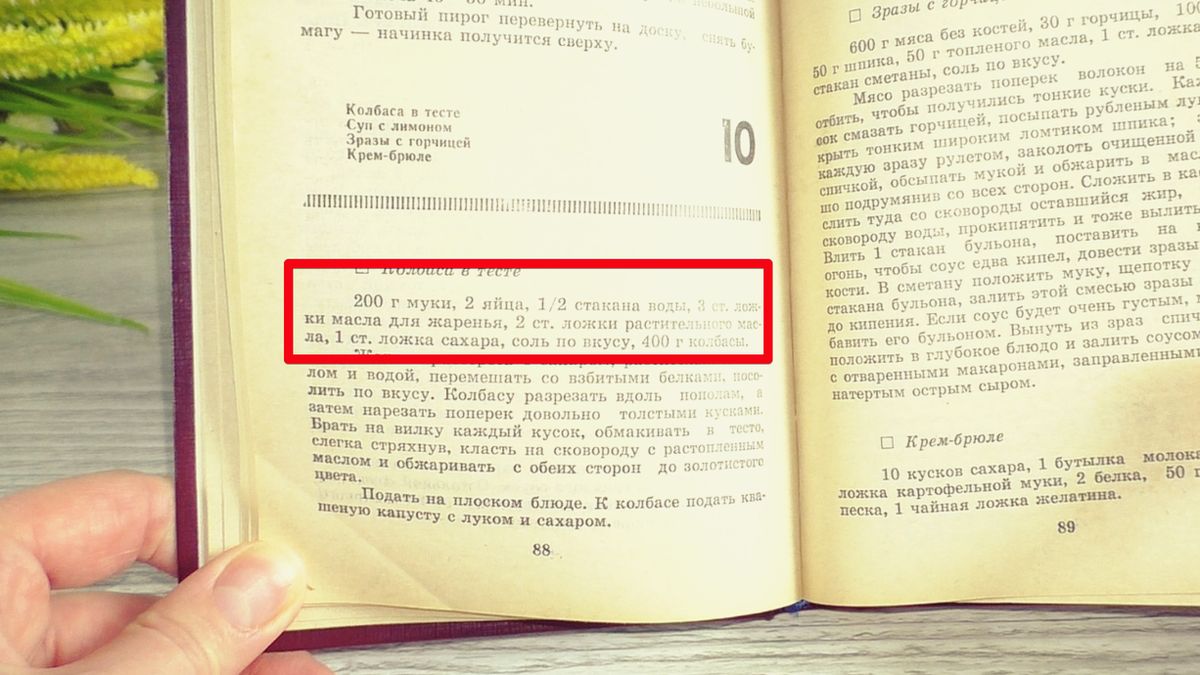 мин.
Готовый пирог перевернуть на доску, снять бу-
магу — начинка получится сверху.
Колбаса в тесте
Суп с лимоном
Зразы с горчицей
Крем-брюле
10
□ Колбаса в тесте
200 г муки, 2 яйца, 1/2 стакана воды, 3 ст. лож-
ки масла для жаренья, 2 ст. ложки растительного мас-
ла, 1 ст. ложка сахара, соль по вкусу, 400 г колбасы.
лом и водой, перемешать со взбитыми белками, посо-
лить по вкусу. Колбасу разрезать вдоль пополам, а
затем нарезать поперек довольно толстыми кусками.
Брать на вилку каждый кусок, обмакивать в тесто,
слегка стряхнув, класть на сковороду с растопленным
маслом и обжаривать с обеих сторон до золотистого
цвета.
Подать на плоском блюде. К колбасе подать ква-
шеную капусту с луком и сахаром.
88
□ Зразы с горчиц
600 г мяса без костей, 30 г горчицы, 100
50 г шпика, 50 г топленого масла, 1 ст. ложка
стакан сметаны, соль по вкусу.
Мясо разрезать поперек волокон на 5
отбить, чтобы получились тонкие куски. Каж
сок смазать горчицей, посыпать рубленым лу
крыть тонким широким ломтиком шпика;
каждую зразу рулетом, заколоть очищенной
спичкой, обсыпать мукой и обжарить в мас
шо подрумянив со всех сторон. Сложить в кас
слить туда со сковороды оставшийся жир,
сковороду воды, прокипятить и тоже вылить
Влить 1 стакан бульона, поставить на
огонь, чтобы соус едва кипел, довести зразы
кости. В сметану положить муку, щепотку
стакана бульона, залить этой смесью зразы
до кипения. Если соус будет очень густым,
бавить его бульоном. Вынуть из зраз спич
положить в глубокое блюдо и залить соусом
с отваренными макаронами, заправленными
натертым острым сыром.
□ Крем-брюле
10 кусков сахара, 1 бутылка молока
ложка картофельной муки, 2 белка, 50 г
песка, 1 чайная ложка желатина.
89